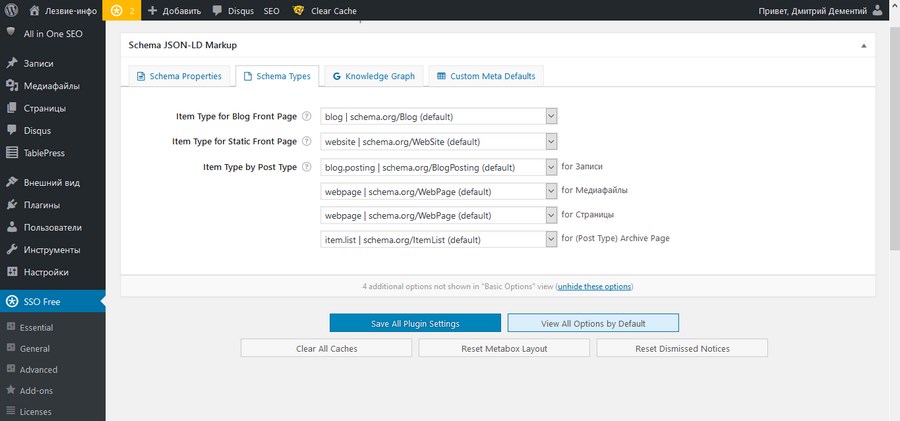 Лезвие-инфо 2 Добавить Disqus SEO Clear Cache Привет, Дмитрий Дементий
All in One SEO
Записи
Медиафайлы
Страницы
Disqus
TablePress
Внешний вид
Плагины
Пользователи
Инструменты
Настройки
SSO Free
Essential
General
Advanced
Add-ons
Licenses
Schema JSON-LD Markup
Schema Properties Schema Types Knowledge Graph Custom Meta Defaults
Item Type for Blog Front Page blog | schema.org/Blog (default)
Item Type for Static Front Page website | schema.org/WebSite (default)
Item Type by Post Type blog.posting | schema.org/BlogPosting (default) for Записи
webpage | schema.org/WebPage (default) for Медиафайлы
webpage | schema.org/WebPage (default) for Страницы
item.list | schema.org/ItemList (default) for (Post Type) Archive Page
4 additional options not shown in "Basic Options" view (unhide these options)
Save All Plugin Settings View All Options by Default
Clear All Caches Reset Metabox Layout Reset Dismissed Notices